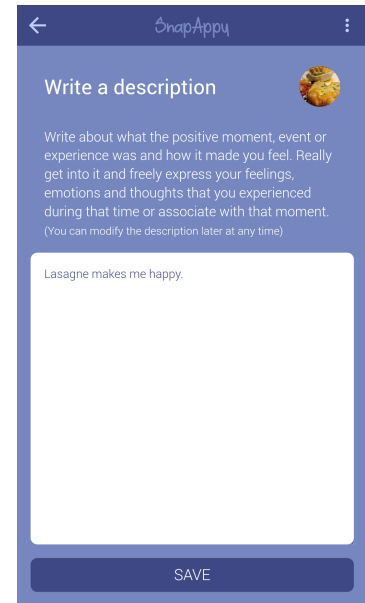 SnapAppy
Write a description
Write about what the positive moment, event or
experience was and how it made you feel. Really
get into it and freely express your feelings,
emotions and thoughts that you experienced
during that time or associate with that moment.
(You can modify the description later at any time)
Lasagne makes me happy.
SAVE